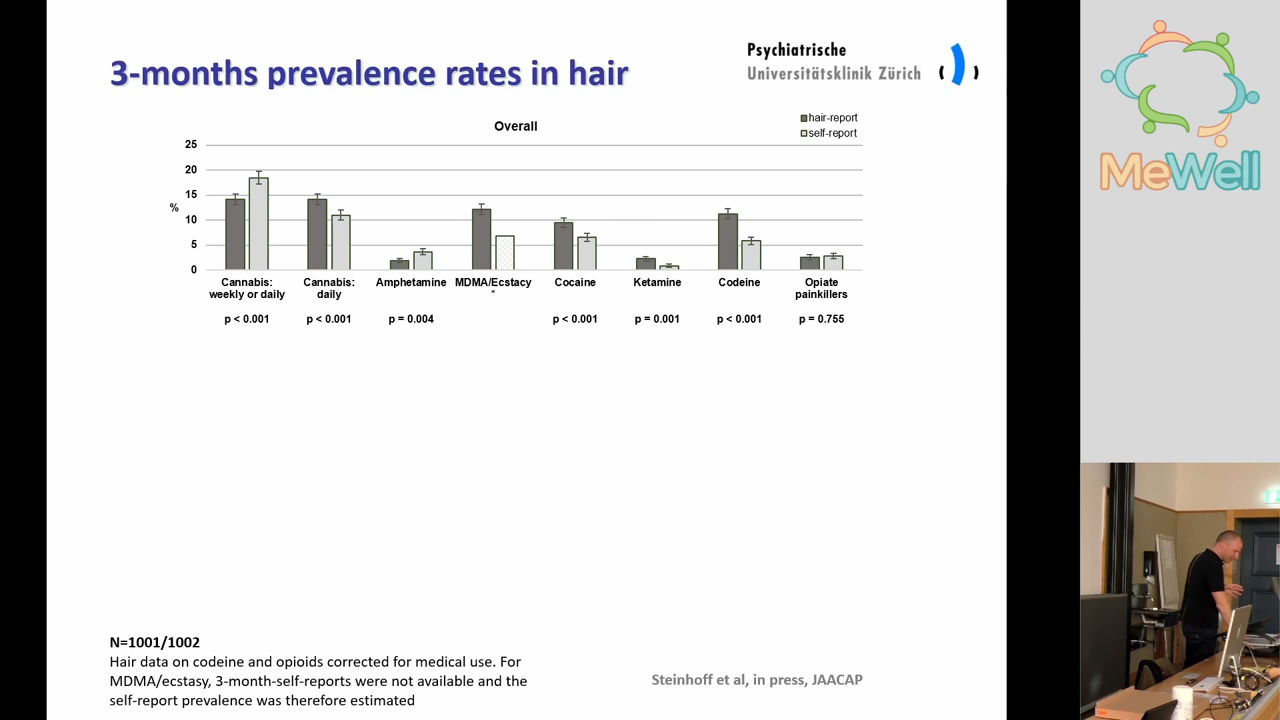 3-months prevalence rates in hair
Psychiatrische
Universitätsklinik Zürich
MeWell
Overall
hair-report
self-report
25
20
15
10
5
0
%
Cannabis: weekly or daily
Cannabis: daily
Amphetamine
MDMA/Ecstacy
"
Cocaine
Ketamine
Codeine
Opiate painkillers
p < 0.001
p < 0.001
p = 0.004
p < 0.001
p = 0.001
p < 0.001
p = 0.755
N=1001/1002
Hair data on codeine and opioids corrected for medical use. For
MDMA/ecstasy, 3-month-self-reports were not available and the
self-report prevalence was therefore estimated
Steinhoff et al, in press, JAACAP